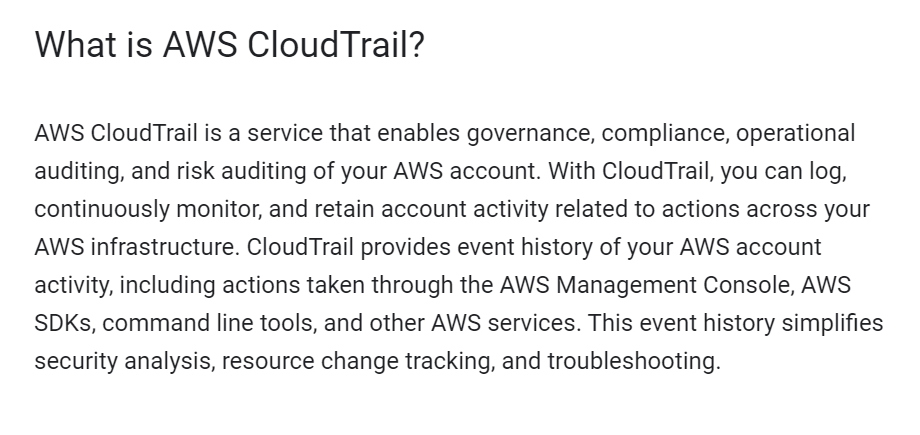 What is AWS CloudTrail?
AWS CloudTrail is a service that enables governance, compliance, operational
auditing, and risk auditing of your AWS account. With CloudTrail, you can log,
continuously monitor, and retain account activity related to actions across your
AWS infrastructure. CloudTrail provides event history of your AWS account
activity, including actions taken through the AWS Management Console, AWS
SDKs, command line tools, and other AWS services. This event history simplifies
security analysis, resource change tracking, and troubleshooting.